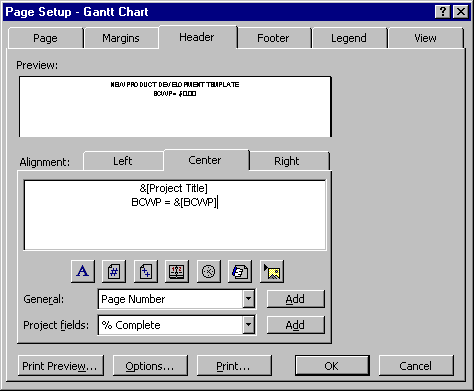 Page Setup - Gantt Chart
Page Margins Header Footer Legend View
Preview:
NEW PRODUCT DEVELOPMENT TEMPLATE
BCWP = $0.00
Alignment: Left Center Right
&[Project Title]
BCWP = &[BCWP]
A
General: Page Number Add
Project fields: % Complete Add
Print Preview... Options... Print... OK Cancel